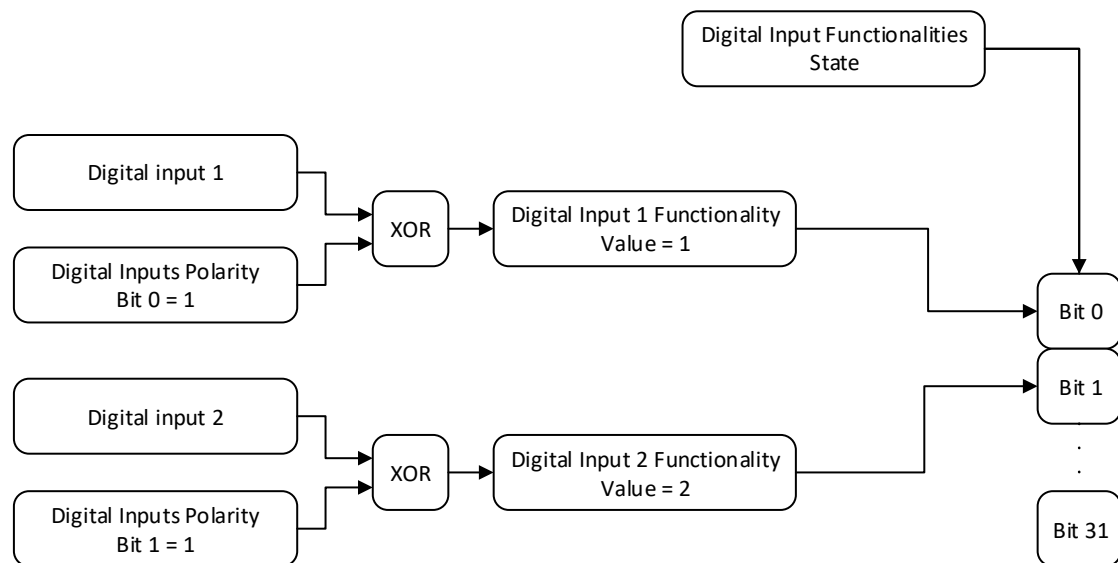 Digital Input Functionalities
State
Digital input 1
XOR
Digital Input 1 Functionality
Value = 1
Digital Inputs Polarity
Bit 0 = 1
Bit 0
Bit 1
Digital input 2
XOR
Digital Input 2 Functionality
Value = 2
Digital Inputs Polarity
Bit 1 = 1
.
.
.
Bit 31